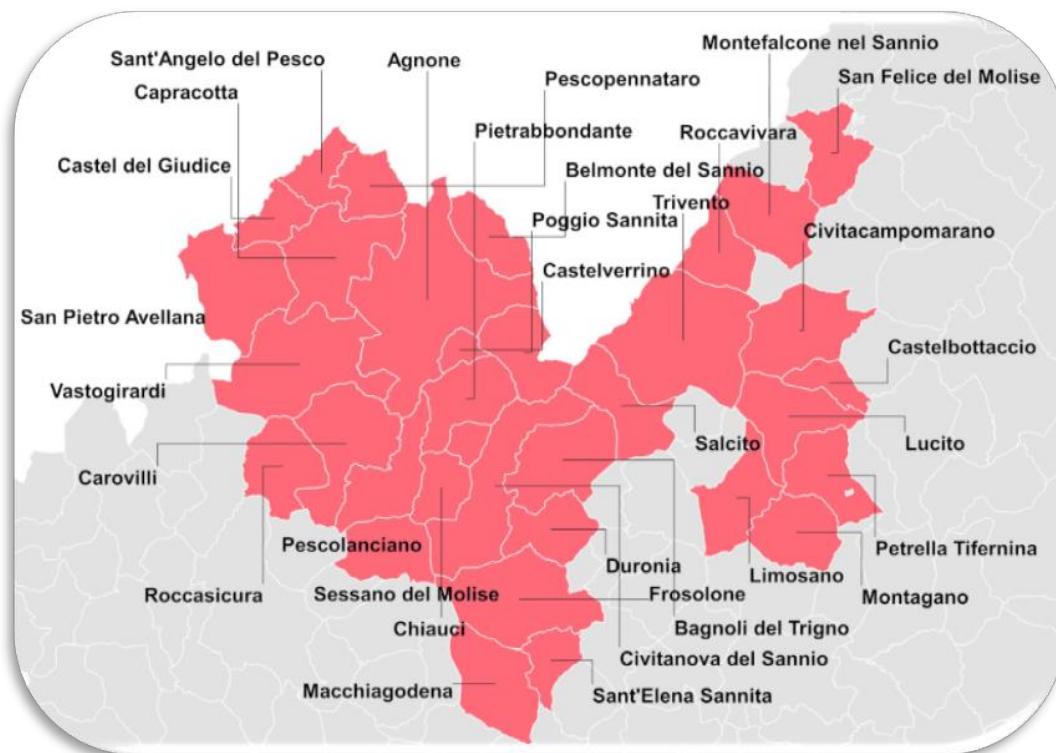 Montefalcone nel Sannio
Sant'Angelo del Pesco
Agnone
San Felice del Molise
Pescopennataro
Capracotta
Pietrabbondante
Roccavivara
Castel del Giudice
Belmonte del Sannio
Trivento
Poggio Sannita
Civitacampomarano
Castelverrino
San Pietro Avellana
Castelbottaccio
Vastogirardi
Salcito
Lucito
Carovilli
Pescolanciano
Petrella Tifernina
Duronia
Limosano
Roccasicura
Sessano del Molise
Frosolone
Montagano
Chiauci
Bagnoli del Trigno
Civitanova del Sannio
Macchiagodena
Sant'Elena Sannita